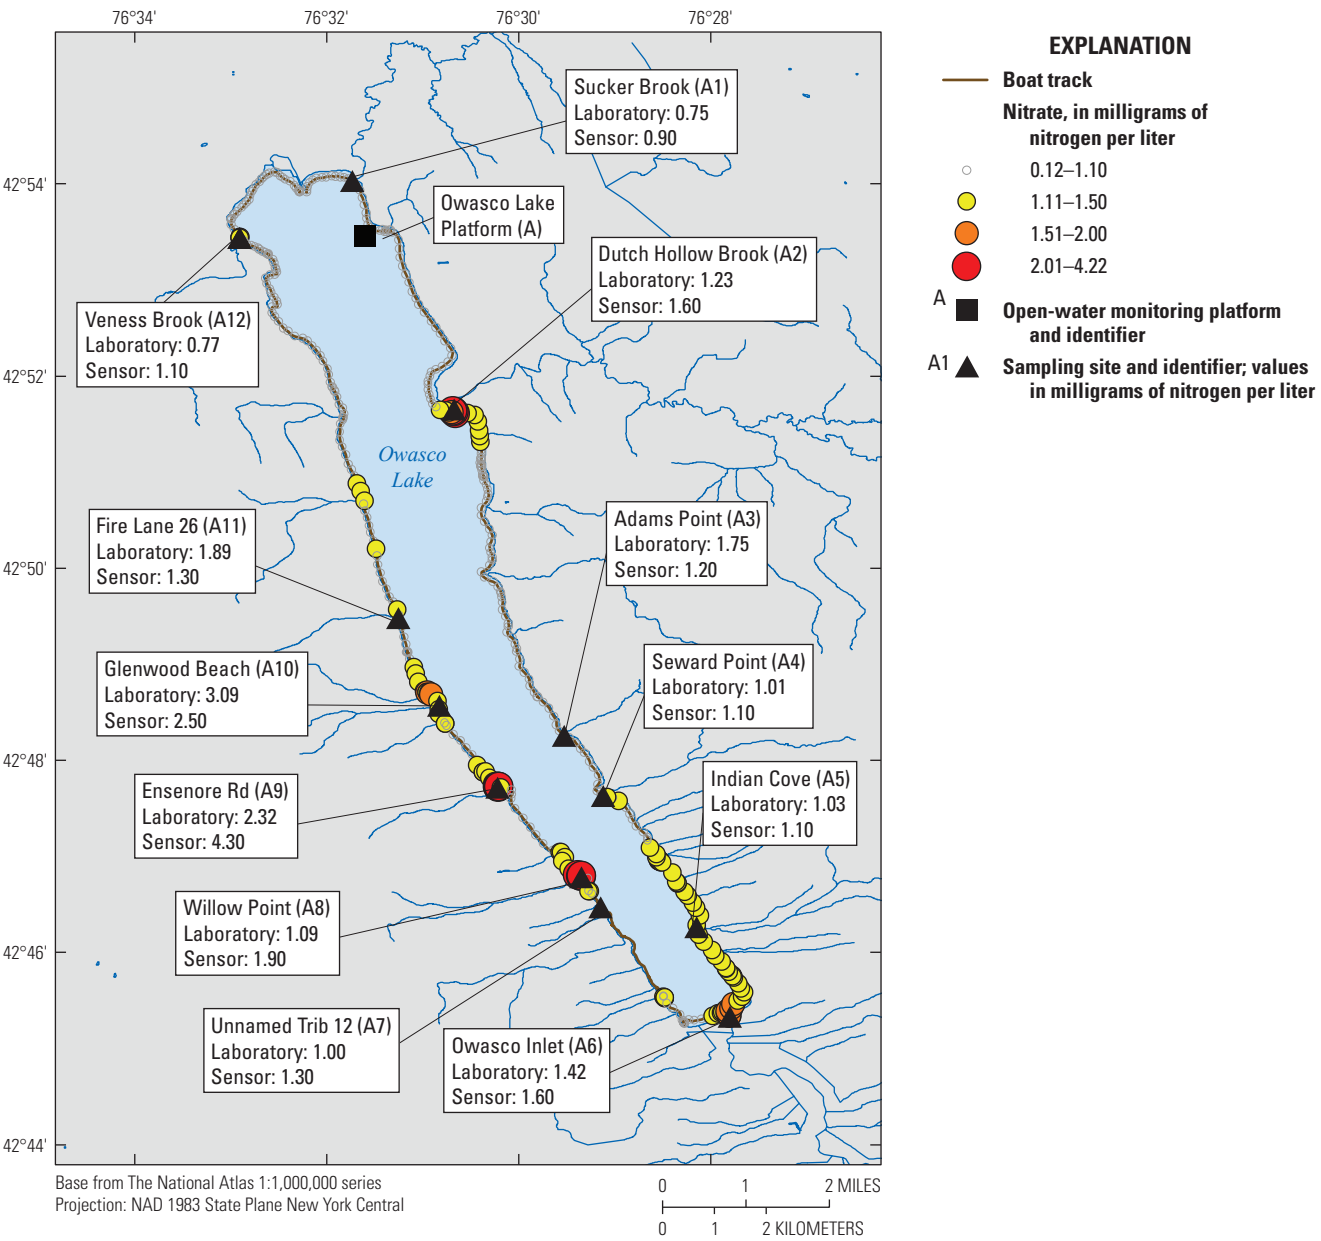 76°34'
76°32'
76°30'
76°28'
42°54'
42°52'
42°50'
42°48'
42°46'
42°44'
Sucker Brook (A1)
Laboratory: 0.75
Sensor: 0.90
Owasco Lake
Platform (A)
Dutch Hollow Brook (A2)
Laboratory: 1.23
Sensor: 1.60
Veness Brook (A12)
Laboratory: 0.77
Sensor: 1.10
Owasco
Lake
Fire Lane 26 (A11)
Laboratory: 1.89
Sensor: 1.30
Adams Point (A3)
Laboratory: 1.75
Sensor: 1.20
Glenwood Beach (A10)
Laboratory: 3.09
Sensor: 2.50
Seward Point (A4)
Laboratory: 1.01
Sensor: 1.10
Ensenore Rd (A9)
Laboratory: 2.32
Sensor: 4.30
Indian Cove (A5)
Laboratory: 1.03
Sensor: 1.10
Willow Point (A8)
Laboratory: 1.09
Sensor: 1.90
Unnamed Trib 12 (A7)
Laboratory: 1.00
Sensor: 1.30
Owasco Inlet (A6)
Laboratory: 1.42
Sensor: 1.60
Base from The National Atlas 1:1,000,000 series
Projection: NAD 1983 State Plane New York Central
0 1 2 MILES
0 1 2 KILOMETERS
EXPLANATION
Boat track
Nitrate, in milligrams of
nitrogen per liter
0.12–1.10
1.11–1.50
1.51–2.00
2.01–4.22
A
Open-water monitoring platform
and identifier
A1
Sampling site and identifier; values
in milligrams of nitrogen per liter